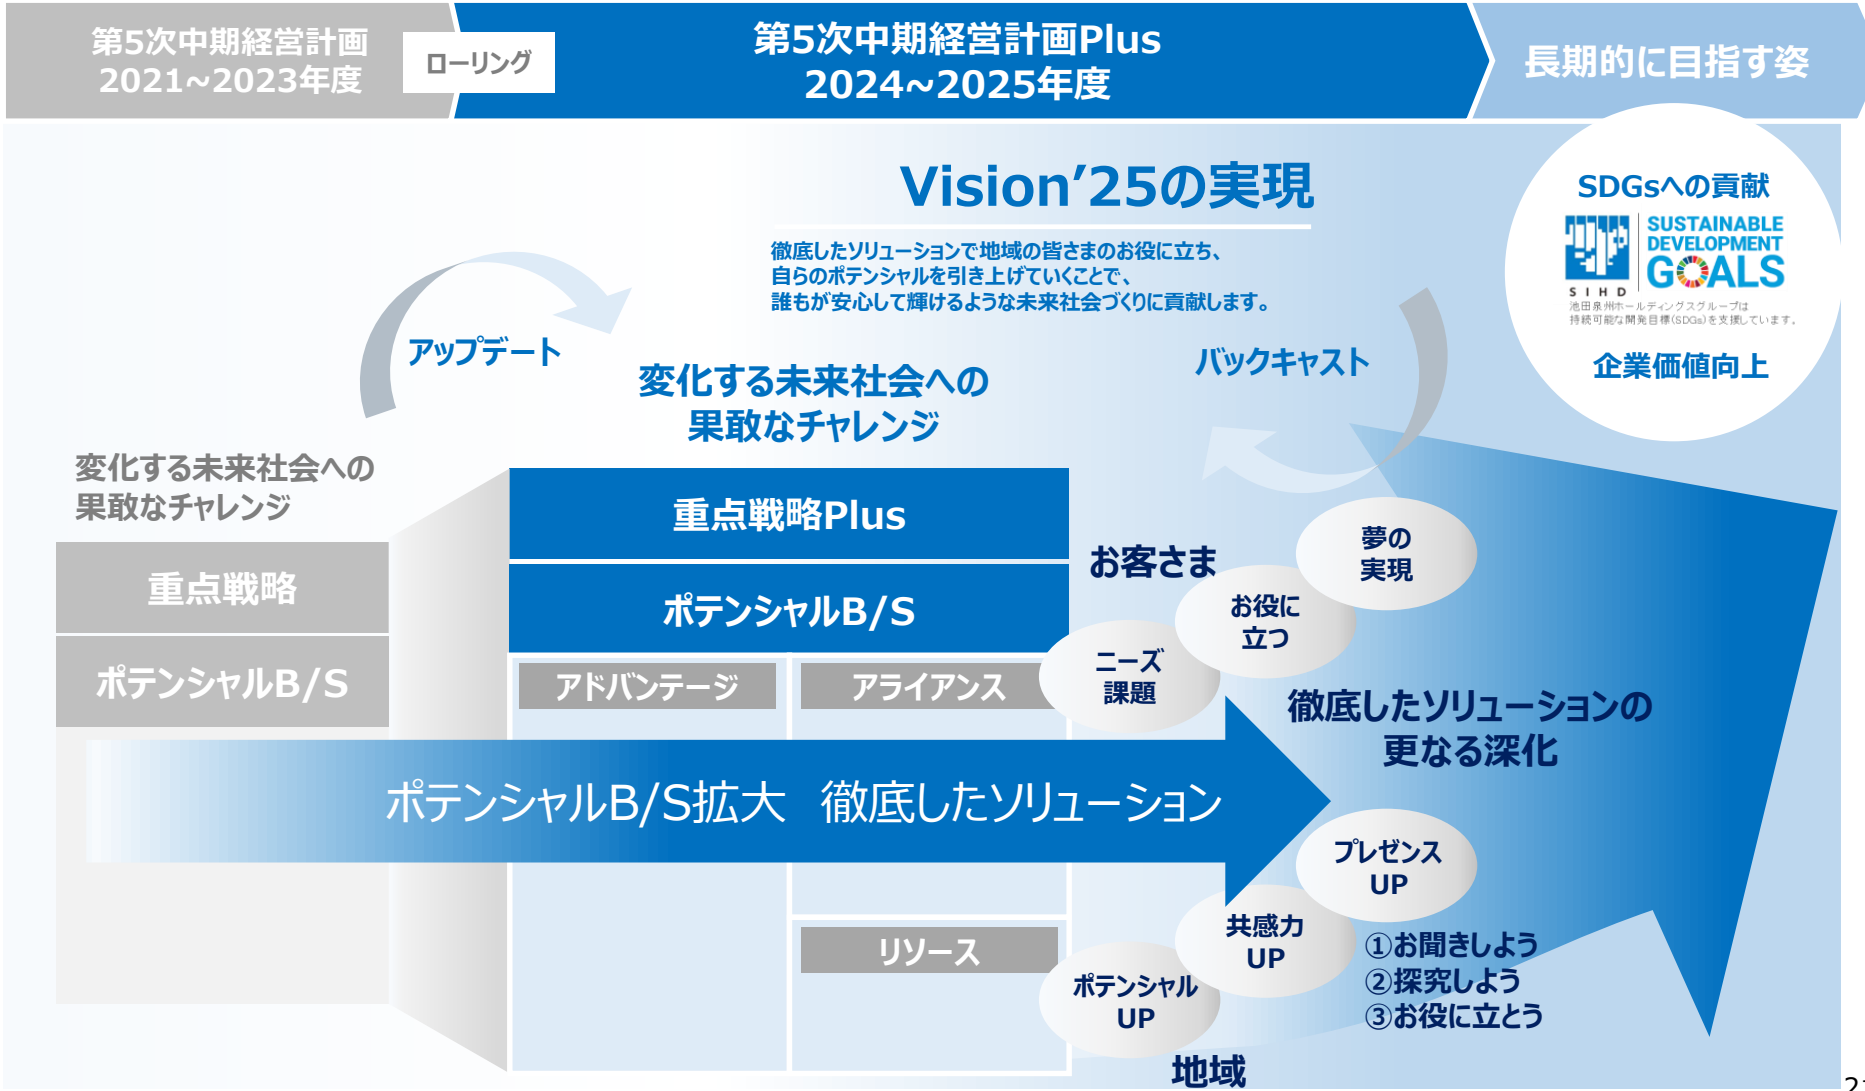 第5次中期経営計画
2021~2023年度
ローリング
第5次中期経営計画Plus
2024~2025年度
長期的に目指す姿
Vision'25の実現
徹底したソリューションで地域の皆さまのお役に立ち、
自らのポテンシャルを引き上げていくことで、
誰もが安心して輝けるような未来社会づくりに貢献します。
SDGsへの貢献
SIHD
SUSTAINABLE
DEVELOPMENT
GOALS
池田泉州ホールディングスグループは
持続可能な開発目標(SDGs)を支援しています。
企業価値向上
アップデート
バックキャスト
変化する未来社会への
果敢なチャレンジ
変化する未来社会への
果敢なチャレンジ
重点戦略
ポテンシャルB/S
重点戦略Plus
ポテンシャルB/S
アドバンテージ
アライアンス
リソース
お客さま
ニーズ
課題
お役に
立つ
夢の
実現
徹底したソリューションの
更なる深化
ポテンシャルB/S拡大 徹底したソリューション
プレゼンス
UP
共感力
UP
ポテンシャル
UP
①お聞きしよう
②探究しよう
③お役に立とう
地域